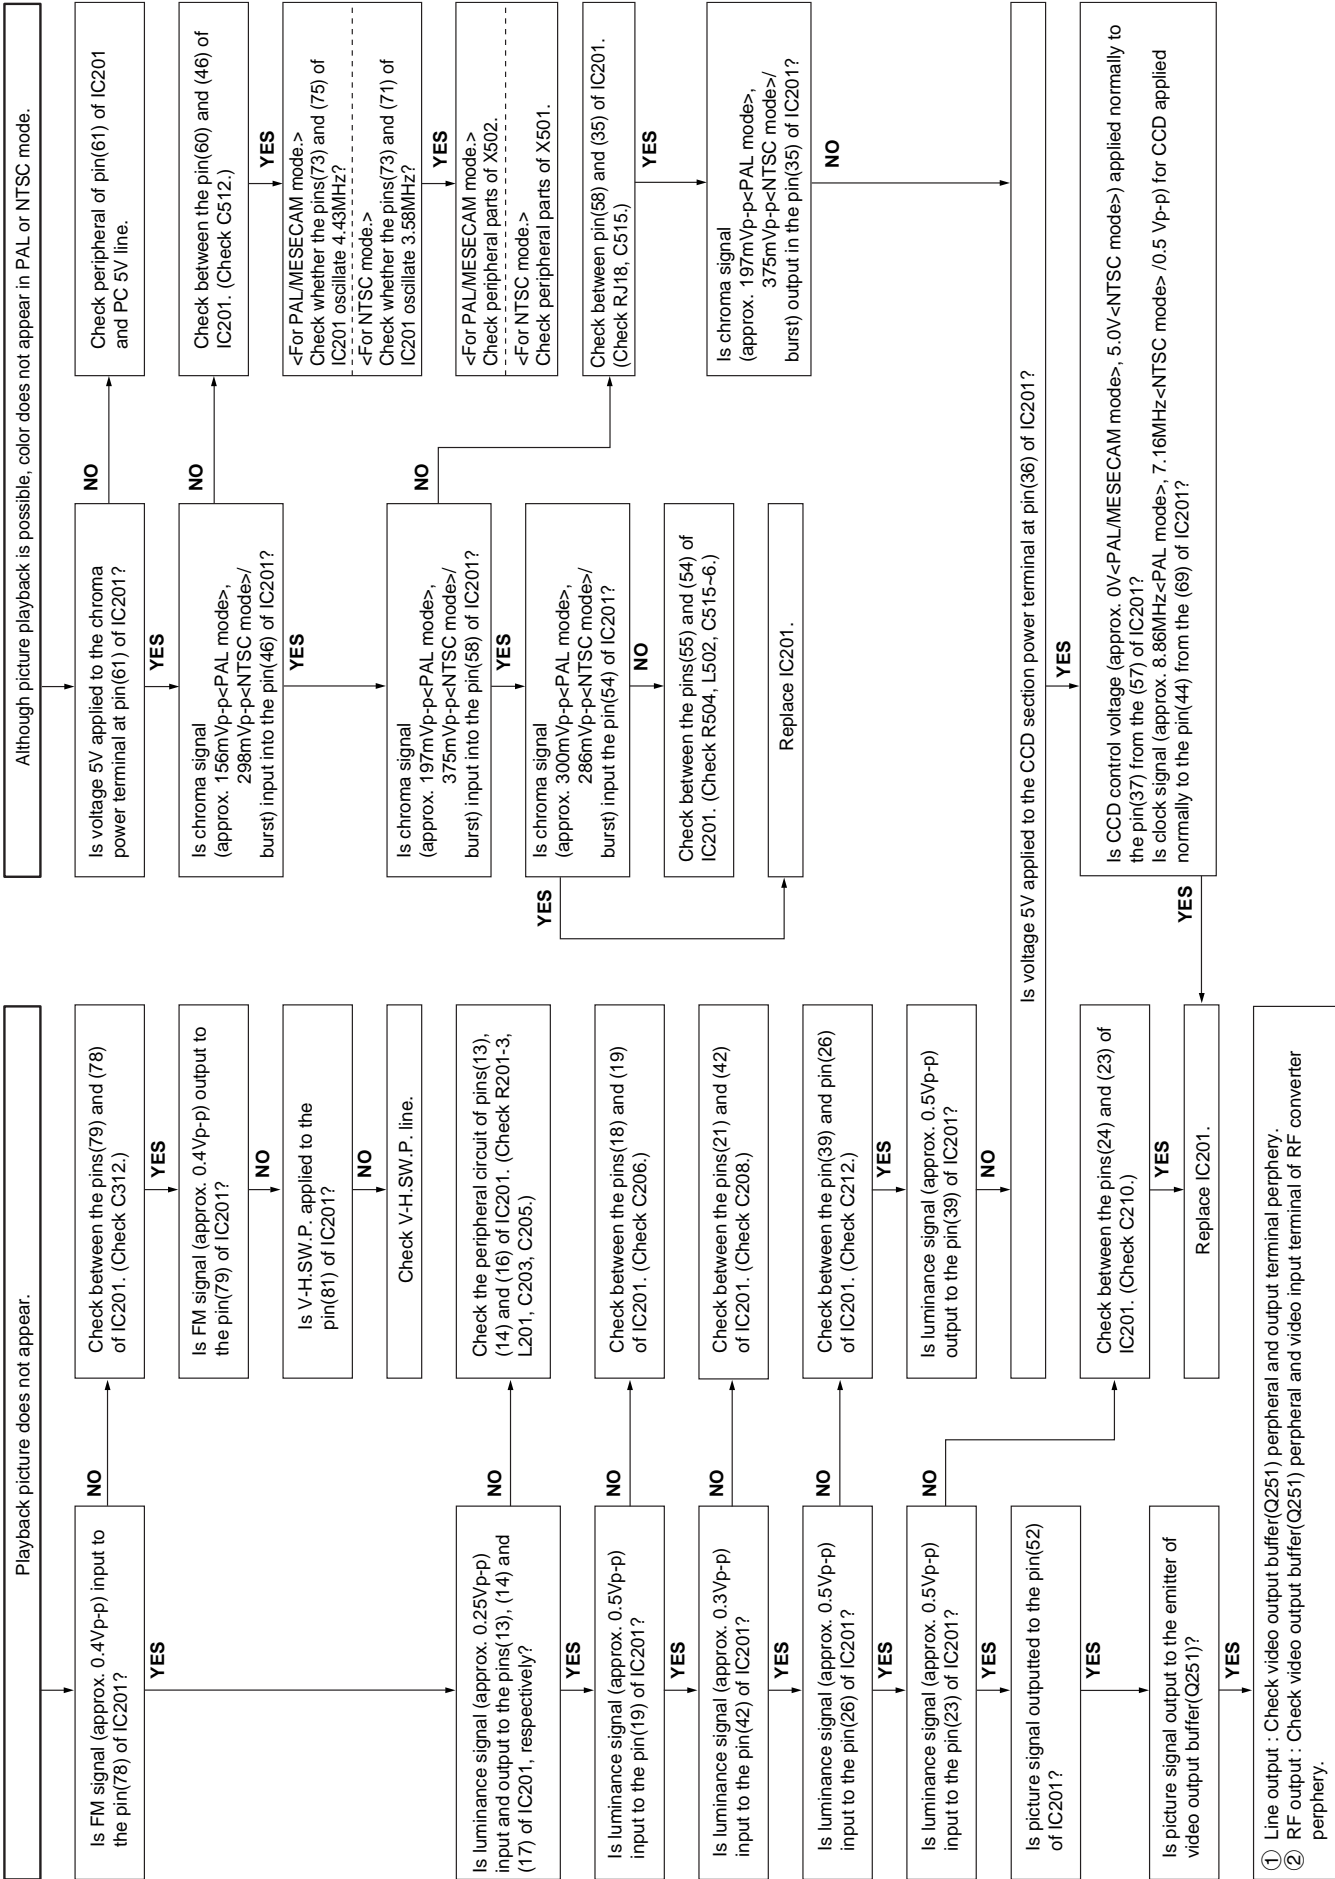 Playback picture does not appear.
Is FM signal (approx. 0.4Vp-p) input to
the pin(78) of IC201?
NO
Check between the pins(79) and (78)
of IC201. (Check C312.)
YES
YES
Is FM signal (approx. 0.4Vp-p) output to
the pin(79) of IC201?
NO
Is V-H.SW.P. applied to the
pin(81) of IC201?
NO
Check V-H.SW.P. line.
Is luminance signal (approx. 0.25Vp-p)
input and output to the pins(13), (14) and
(17) of IC201, respectively?
NO
Check the peripheral circuit of pins(13),
(14) and (16) of IC201. (Check R201-3,
L201, C203, C205.)
YES
Is luminance signal (approx. 0.5Vp-p)
input to the pin(19) of IC201?
NO
Check between the pins(18) and (19)
of IC201. (Check C206.)
YES
Is luminance signal (approx. 0.3Vp-p)
input to the pin(42) of IC201?
NO
Check between the pins(21) and (42)
of IC201. (Check C208.)
YES
Is luminance signal (approx. 0.5Vp-p)
input to the pin(26) of IC201?
NO
Check between the pin(39) and pin(26)
of IC201. (Check C212.)
YES
YES
Is luminance signal (approx. 0.5Vp-p)
input to the pin(23) of IC201?
NO
Is luminance signal (approx. 0.5Vp-p)
output to the pin(39) of IC201?
NO
YES
Is picture signal outputted to the pin(52)
of IC201?
YES
Check between the pins(24) and (23) of
IC201. (Check C210.)
YES
Replace IC201.
Is picture signal output to the emitter of
video output buffer(Q251)?
YES
① Line output : Check video output buffer(Q251) perpheral and output terminal perphery.
② RF output : Check video output buffer(Q251) perpheral and video input terminal of RF converter
perphery.
Although picture playback is possible, color does not appear in PAL or NTSC mode.
Is voltage 5V applied to the chroma
power terminal at pin(61) of IC201?
NO
Check peripheral of pin(61) of IC201
and PC 5V line.
YES
Is chroma signal
(approx. 156mVp-p<PAL mode>,
298mVp-p<NTSC mode>/
burst) input into the pin(46) of IC201?
NO
Check between the pin(60) and (46) of
IC201. (Check C512.)
YES
YES
<For PAL/MESECAM mode.>
Check whether the pins(73) and (75) of
IC201 oscillate 4.43MHz?
<For NTSC mode.>
Check whether the pins(73) and (71) of
IC201 oscillate 3.58MHz?
YES
<For PAL/MESECAM mode.>
Check peripheral parts of X502.
<For NTSC mode.>
Check peripheral parts of X501.
Is chroma signal
(approx. 197mVp-p<PAL mode>,
375mVp-p<NTSC mode>/
burst) input into the pin(58) of IC201?
NO
Check between pin(58) and (35) of IC201.
(Check RJ18, C515.)
YES
YES
Is chroma signal
(approx. 300mVp-p<PAL mode>,
286mVp-p<NTSC mode>/
burst) input the pin(54) of IC201?
NO
YES
Check between the pins(55) and (54) of
IC201. (Check R504, L502, C515~6.)
Replace IC201.
Is chroma signal
(approx. 197mVp-p<PAL mode>,
375mVp-p<NTSC mode>/
burst) output in the pin(35) of IC201?
NO
Is voltage 5V applied to the CCD section power terminal at pin(36) of IC201?
YES
Is CCD control voltage (approx. 0V<PAL/MESECAM mode>, 5.0V<NTSC mode>) applied normally to
the pin(37) from the (57) of IC201?
Is clock signal (approx. 8.86MHz<PAL mode>, 7.16MHz<NTSC mode> /0.5 Vp-p) for CCD applied
normally to the pin(44) from the (69) of IC201?
YES